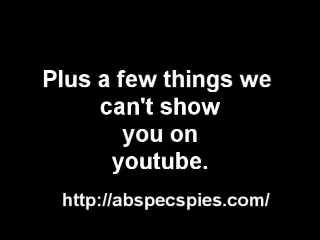 Plus a few things we
can't show
you on
youtube.
http://abspecspies.com/